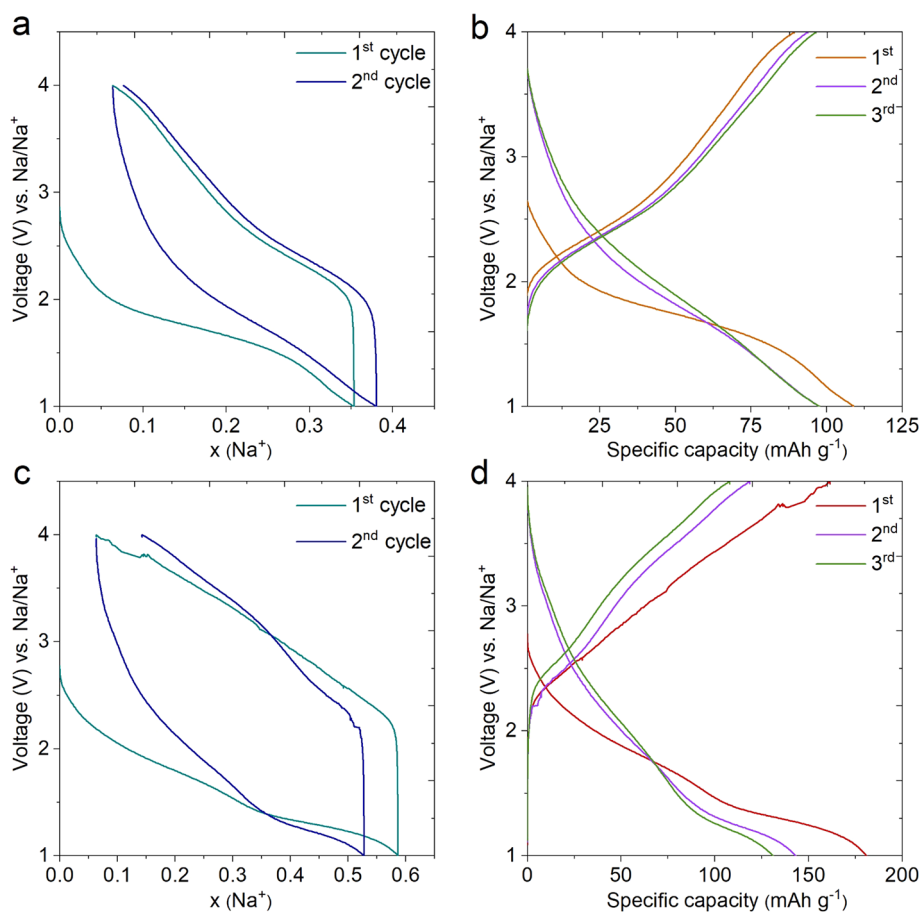 a
1st cycle
2nd cycle
Voltage (V) vs. Na/Na+
4
3
2
1
0.0 0.1 0.2 0.3 0.4
x (Na+)
b
1st
2nd
3rd
Voltage (V) vs. Na/Na+
4
3
2
1
25 50 75 100 125
Specific capacity (mAh g-1)
c
1st cycle
2nd cycle
Voltage (V) vs. Na/Na+
4
3
2
1
0.0 0.1 0.2 0.3 0.4 0.5 0.6
x (Na+)
d
1st
2nd
3rd
Voltage (V) vs. Na/Na+
4
3
2
1
0 50 100 150 200
Specific capacity (mAh g-1)